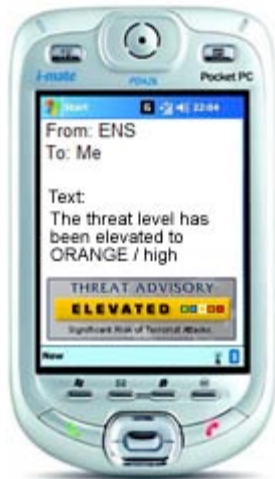 i-mate
Pocket PC
PDA2k
Start
22:04
From: ENS
To: Me
Text:
The threat level has
been elevated to
ORANGE / high
THREAT ADVISORY
ELEVATED
Significant Risk of Terrorist Attacks
New